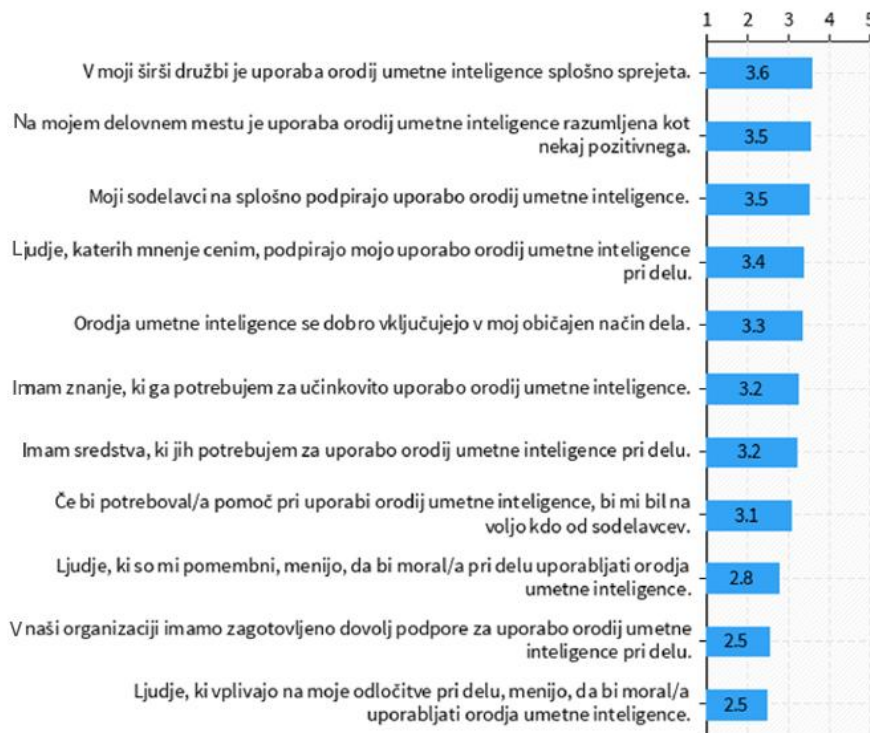 1 2 3 4 5
V moji širši družbi je uporaba orodij umetne inteligence splošno sprejeta.
3.6
Na mojem delovnem mestu je uporaba orodij umetne inteligence razumljena kot
nekaj pozitivnega.
3.5
Moji sodelavci na splošno podpirajo uporabo orodij umetne inteligence.
3.5
Ljudje, katerih mnenje cenim, podpirajo mojo uporabo orodij umetne inteligence
pri delu.
3.4
Orodja umetne inteligence se dobro vključujejo v moj običajen način dela.
3.3
Imam znanje, ki ga potrebujem za učinkovito uporabo orodij umetne inteligence.
3.2
Imam sredstva, ki jih potrebujem za uporabo orodij umetne inteligence pri delu.
3.2
Če bi potreboval/a pomoč pri uporabi orodij umetne inteligence, bi mi bil na
voljo kdo od sodelavcev.
3.1
Ljudje, ki so mi pomembni, menijo, da bi moral/a pri delu uporabljati orodja
umetne inteligence.
2.8
V naši organizaciji imamo zagotovljeno dovolj podpore za uporabo orodij umetne
inteligence pri delu.
2.5
Ljudje, ki vplivajo na moje odločitve pri delu, menijo, da bi moral/a
uporabljati orodja umetne inteligence.
2.5